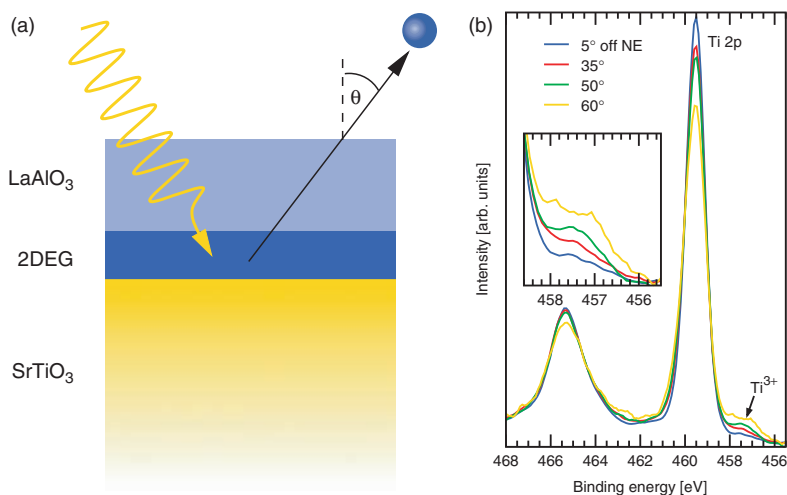 (a)
θ
LaAlO₃
2DEG
SrTiO₃
(b)
5° off NE
35°
50°
60°
Ti 2p
458 457 456
Ti³⁺
Intensity [arb. units]
468 466 464 462 460 458 456
Binding energy [eV]